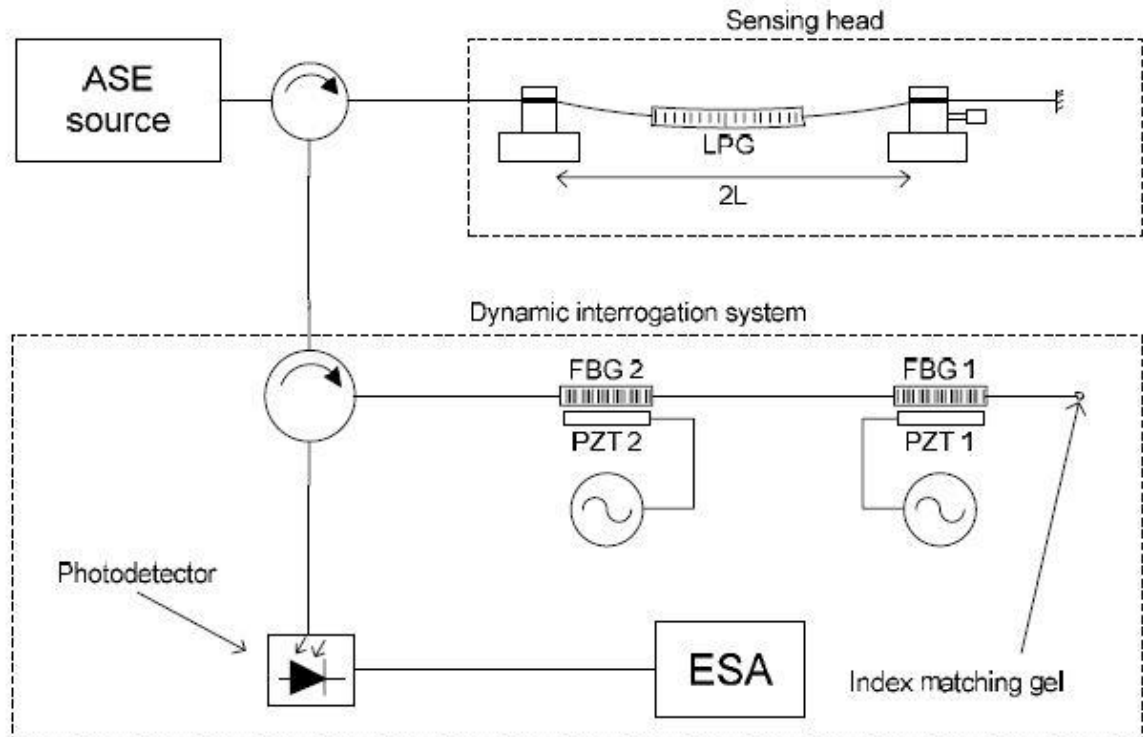 Sensing head
ASE
source
LPG
2L
Dynamic interrogation system
FBG 2
FBG 1
PZT 2
PZT 1
Photodetector
ESA
Index matching gel